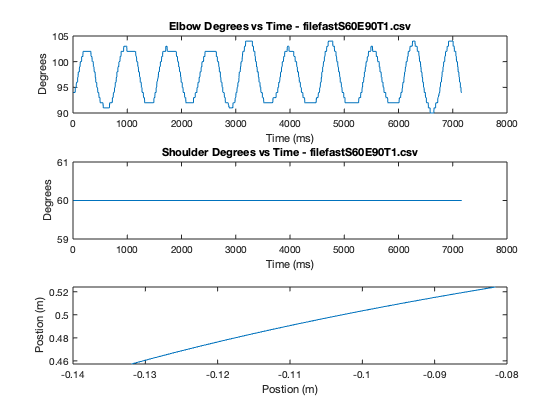 Elbow Degrees vs Time - filefastS60E90T1.csv
105
100
95
90
Degrees
0 1000 2000 3000 4000 5000 6000 7000 8000
Time (ms)
Shoulder Degrees vs Time - filefastS60E90T1.csv
61
60
59
Degrees
0 1000 2000 3000 4000 5000 6000 7000 8000
Time (ms)
0.52
0.5
0.48
0.46
Postion (m)
-0.14 -0.13 -0.12 -0.11 -0.1 -0.09 -0.08
Postion (m)